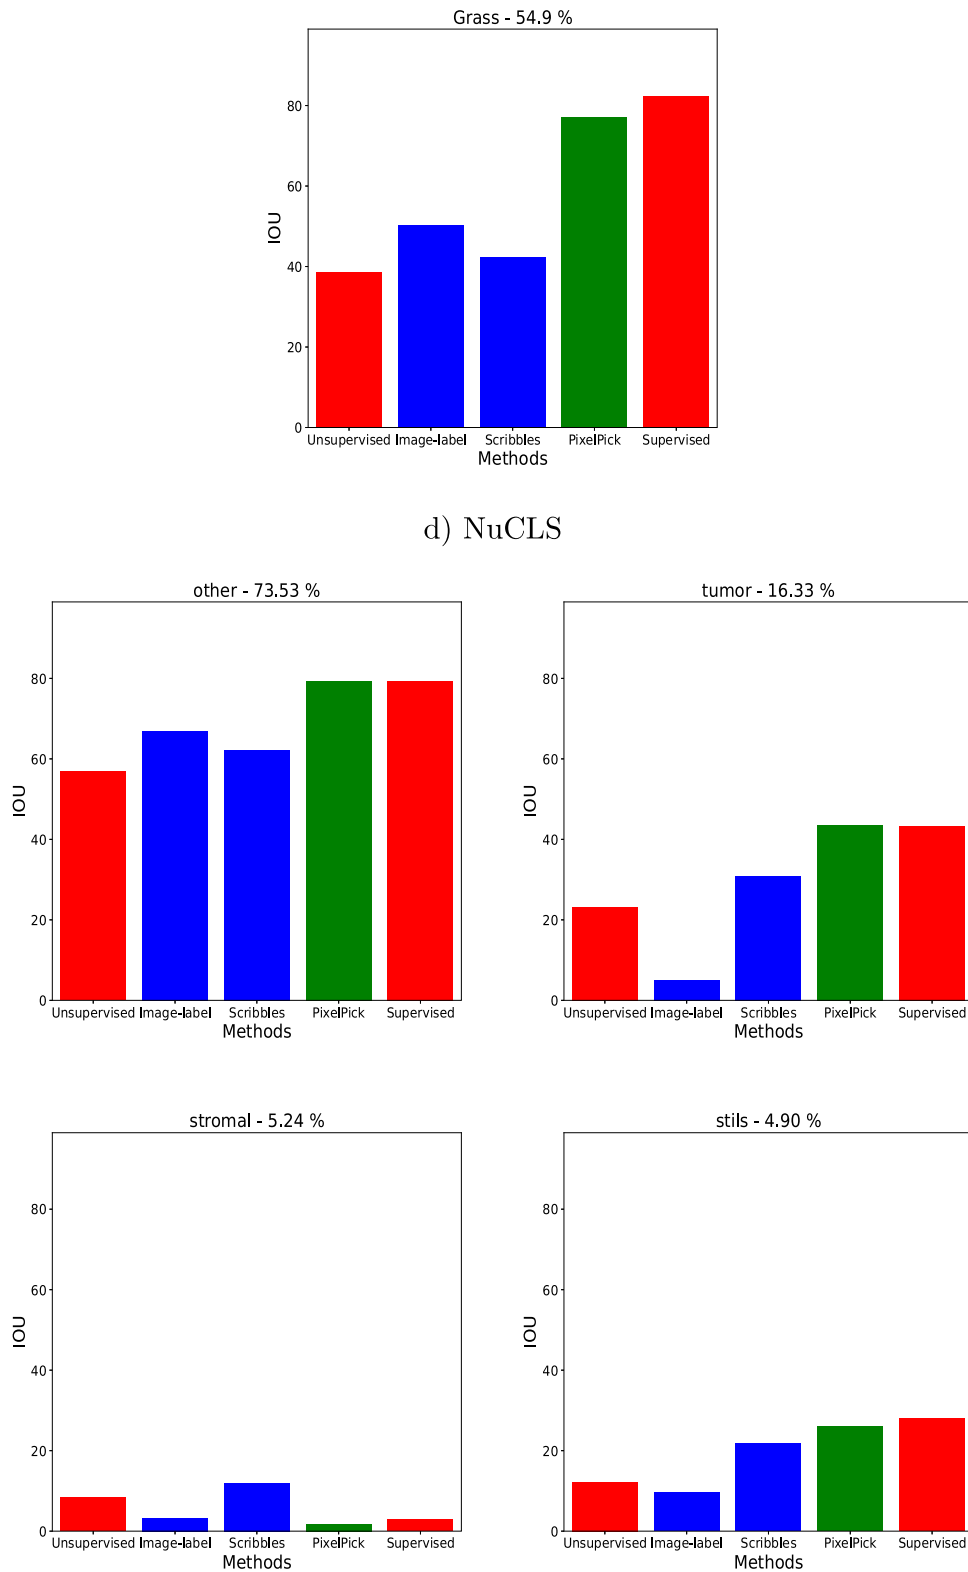 Grass - 54.9 %
80
60
40
20
0
IOU
Unsupervised Image-label Scribbles PixelPick Supervised
Methods
d) NuCLS
other - 73.53 %
80
60
40
20
0
IOU
Unsupervised Image-label Scribbles PixelPick Supervised
Methods
tumor - 16.33 %
80
60
40
20
0
IOU
Unsupervised Image-label Scribbles PixelPick Supervised
Methods
stromal - 5.24 %
80
60
40
20
0
IOU
Unsupervised Image-label Scribbles PixelPick Supervised
Methods
stils - 4.90 %
80
60
40
20
0
IOU
Unsupervised Image-label Scribbles PixelPick Supervised
Methods